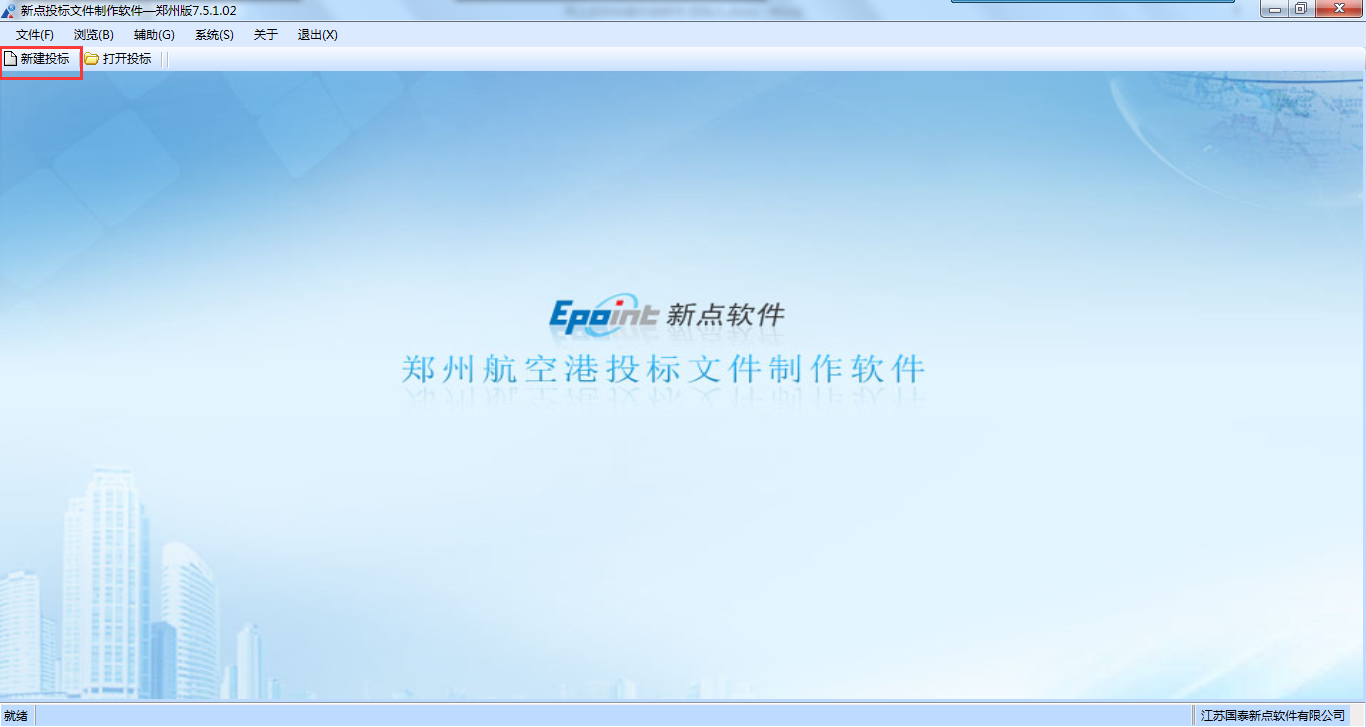 新点投标文件制作软件—郑州版7.5.1.02
文件(F) 浏览(B) 辅助(G) 系统(S) 关于 退出(X)
新建投标 打开投标
Epoint 新点软件
郑州航空港投标文件制作软件
就绪 江苏国泰新点软件有限公司